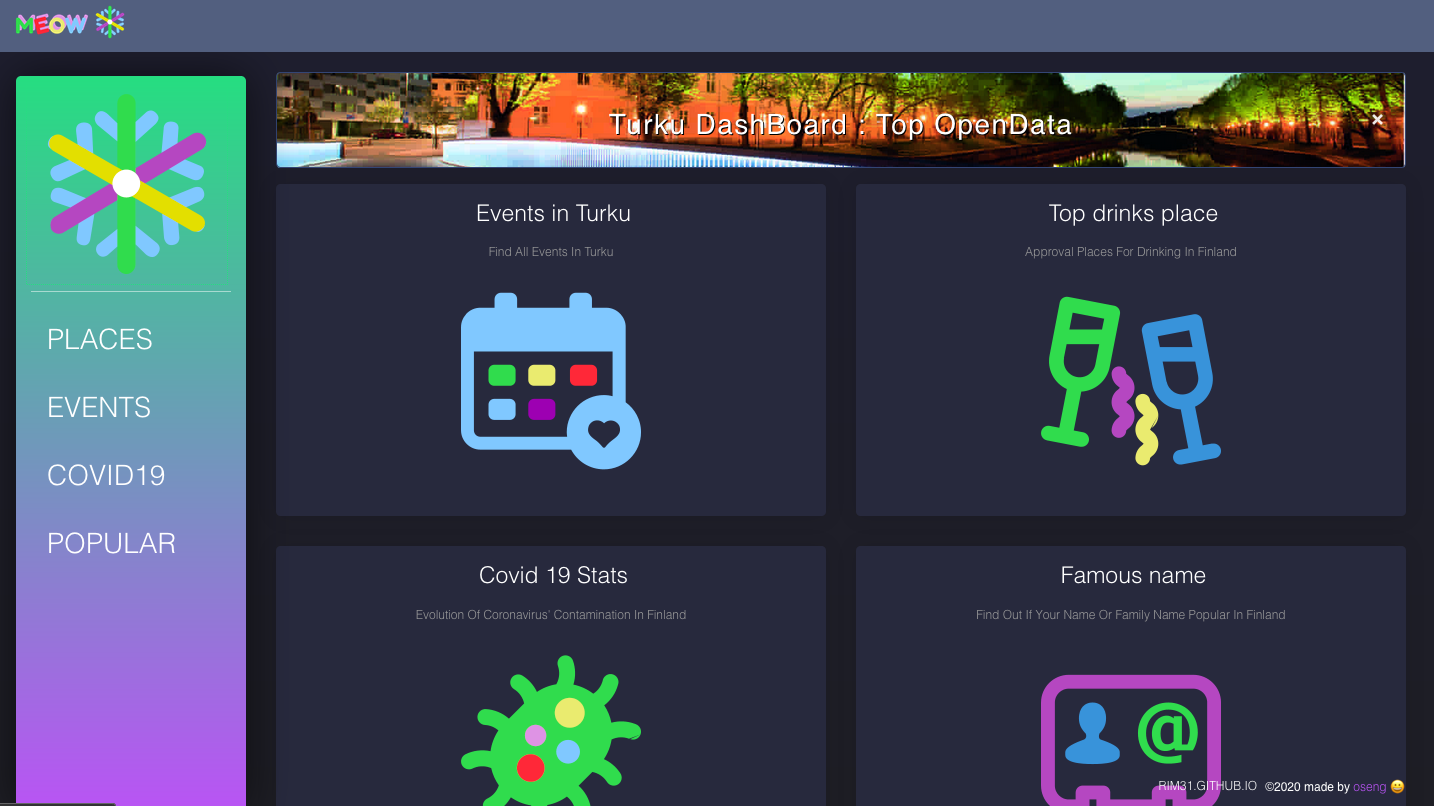 MEOW
Turku DashBoard : Top OpenData
×
PLACES
EVENTS
COVID19
POPULAR
Events in Turku
Find All Events In Turku
Top drinks place
Approval Places For Drinking In Finland
Covid 19 Stats
Evolution Of Coronavirus' Contamination In Finland
Famous name
Find Out If Your Name Or Family Name Popular In Finland
@
RIM31.GITHUB.IO ©2020 made by oseng 😀